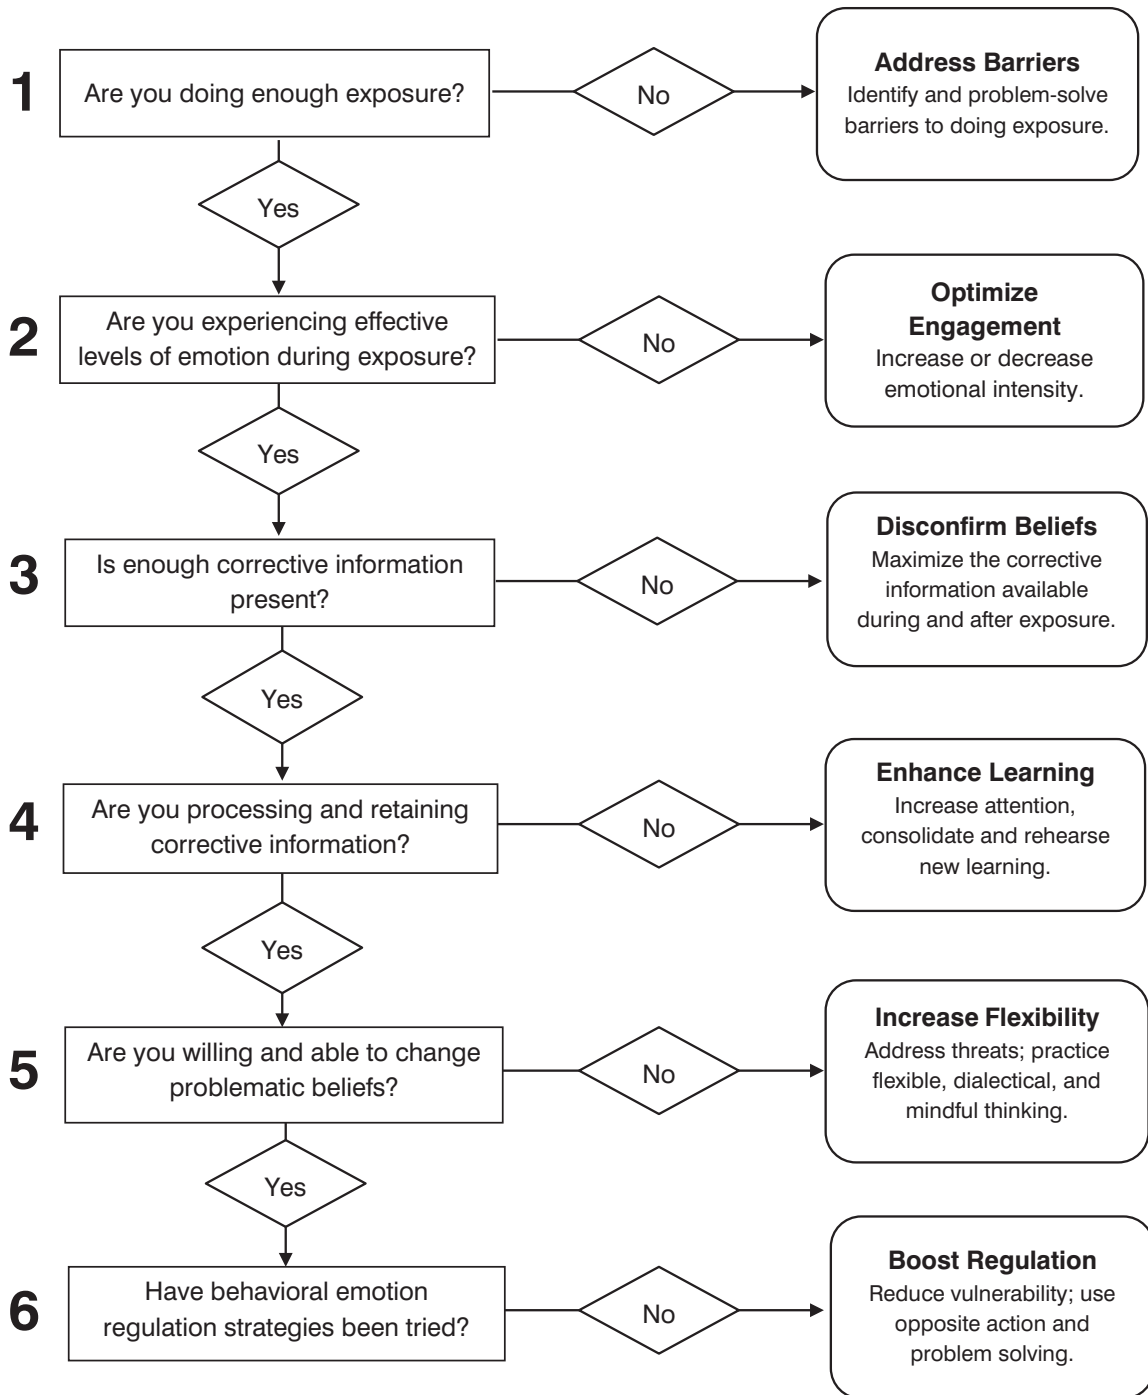 1
Are you doing enough exposure?
No
Address Barriers
Identify and problem-solve
barriers to doing exposure.
Yes
2
Are you experiencing effective
levels of emotion during exposure?
No
Optimize
Engagement
Increase or decrease
emotional intensity.
Yes
3
Is enough corrective information
present?
No
Disconfirm Beliefs
Maximize the corrective
information available
during and after exposure.
Yes
4
Are you processing and retaining
corrective information?
No
Enhance Learning
Increase attention,
consolidate and rehearse
new learning.
Yes
5
Are you willing and able to change
problematic beliefs?
No
Increase Flexibility
Address threats; practice
flexible, dialectical, and
mindful thinking.
Yes
6
Have behavioral emotion
regulation strategies been tried?
No
Boost Regulation
Reduce vulnerability; use
opposite action and
problem solving.